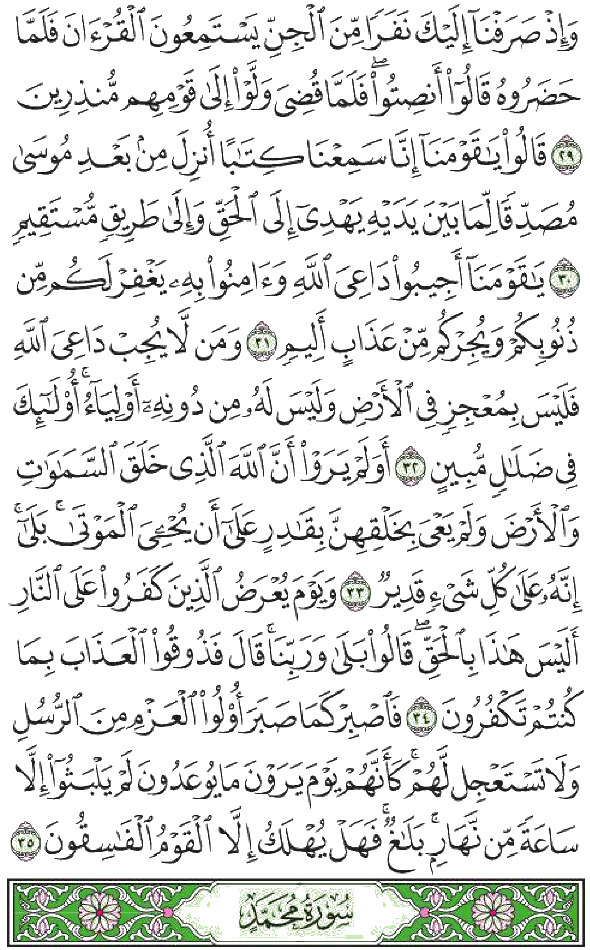 وَإِذْ صَرَفْنَآ إِلَيْكَ نَفَرًا مِّنَ ٱلْجِنِّ يَسْتَمِعُونَ ٱلْقُرْءَانَ فَلَمَّا
حَضَرُوهُ قَالُوٓا۟ أَنصِتُوا۟ ۖ فَلَمَّا قُضِىَ وَلَّوْا۟ إِلَىٰ قَوْمِهِم مُّنذِرِينَ
٢٩ قَالُوا۟ يَٰقَوْمَنَآ إِنَّا سَمِعْنَا كِتَٰبًا أُنزِلَ مِنۢ بَعْدِ مُوسَىٰ
مُصَدِّقًا لِّمَا بَيْنَ يَدَيْهِ يَهْدِىٓ إِلَى ٱلْحَقِّ وَإِلَىٰ طَرِيقٍ مُّسْتَقِيمٍ
٣٠ يَٰقَوْمَنَآ أَجِيبُوا۟ دَاعِىَ ٱللَّهِ وَءَامِنُوا۟ بِهِۦ يَغْفِرْ لَكُم مِّن
ذُنُوبِكُمْ وَيُجِرْكُم مِّنْ عَذَابٍ أَلِيمٍ ٣١ وَمَن لَّا يُجِبْ دَاعِىَ ٱللَّهِ
فَلَيْسَ بِمُعْجِزٍ فِى ٱلْأَرْضِ وَلَيْسَ لَهُۥ مِن دُونِهِۦٓ أَوْلِيَآءُ ۚ أُو۟لَٰٓئِكَ
فِى ضَلَٰلٍ مُّبِينٍ ٣٢ أَوَلَمْ يَرَوْا۟ أَنَّ ٱللَّهَ ٱلَّذِى خَلَقَ ٱلسَّمَٰوَٰتِ
وَٱلْأَرْضَ وَلَمْ يَعْىَ بِخَلْقِهِنَّ بِقَٰدِرٍ عَلَىٰٓ أَن يُحْۦِىَ ٱلْمَوْتَىٰ ۚ بَلَىٰٓ
إِنَّهُۥ عَلَىٰ كُلِّ شَىْءٍ قَدِيرٌ ٣٣ وَيَوْمَ يُعْرَضُ ٱلَّذِينَ كَفَرُوا۟ عَلَى ٱلنَّارِ
أَلَيْسَ هَٰذَا بِٱلْحَقِّ ۖ قَالُوا۟ بَلَىٰ وَرَبِّنَا ۚ قَالَ فَذُوقُوا۟ ٱلْعَذَابَ بِمَا
كُنتُمْ تَكْفُرُونَ ٣٤ فَٱصْبِرْ كَمَا صَبَرَ أُو۟لُوا۟ ٱلْعَزْمِ مِنَ ٱلرُّسُلِ
وَلَا تَسْتَعْجِل لَّهُمْ ۚ كَأَنَّهُمْ يَوْمَ يَرَوْنَ مَا يُوعَدُونَ لَمْ يَلْبَثُوٓا۟ إِلَّا
سَاعَةً مِّن نَّهَارٍۭ ۚ بَلَٰغٌ ۚ فَهَلْ يُهْلَكُ إِلَّا ٱلْقَوْمُ ٱلْفَٰسِقُونَ ٣٥
سُورَةُ مُحَمَّدٍ